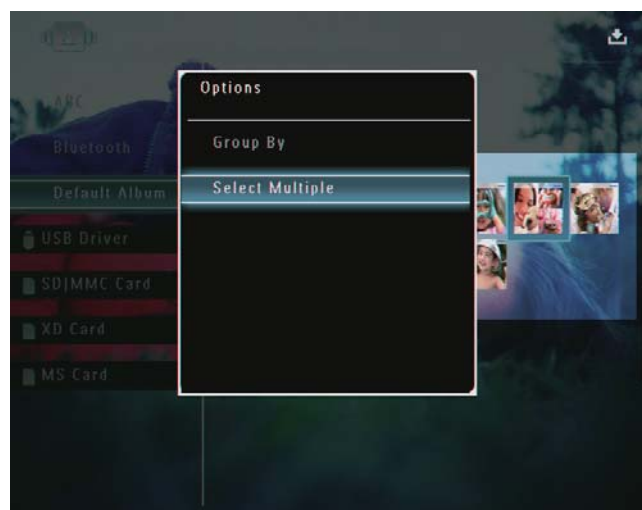 Options
ABC
Group By
Bluetooth
Default Album
Select Multiple
USB Driver
SD|MMC Card
XD Card
MS Card